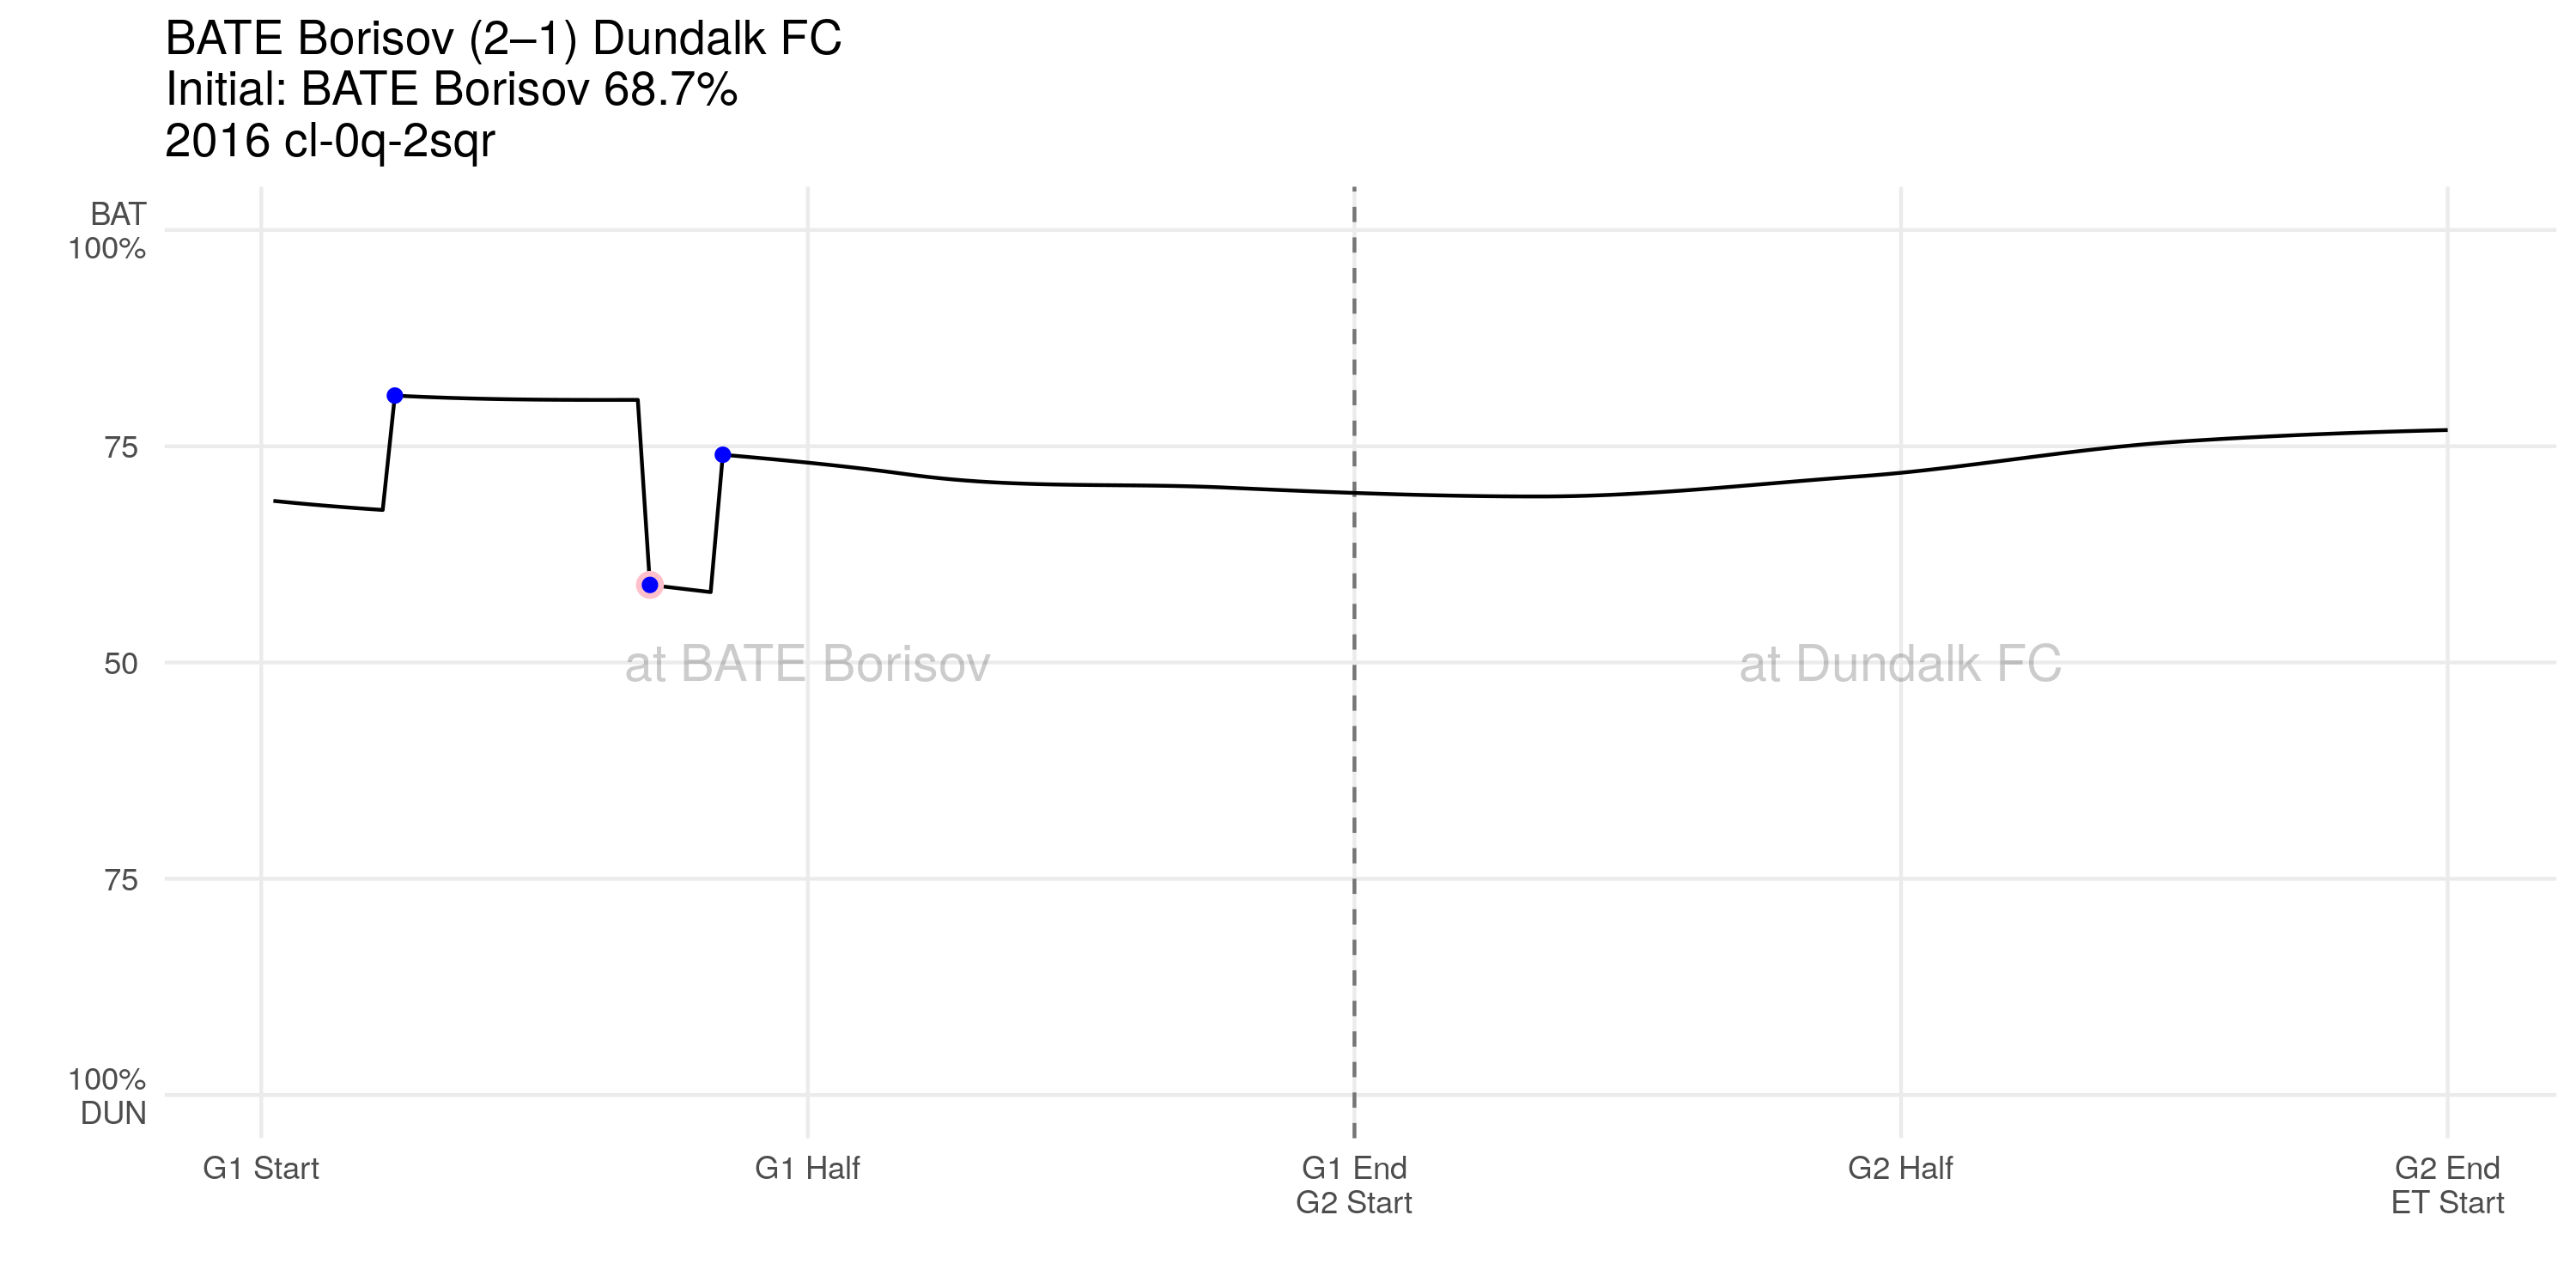 BATE Borisov (2–1) Dundalk FC
Initial: BATE Borisov 68.7%
2016 cl-0q-2sqr
BAT
100%
75
50
75
100%
DUN
at BATE Borisov
at Dundalk FC
G1 Start
G1 Half
G1 End
G2 Start
G2 Half
G2 End
ET Start